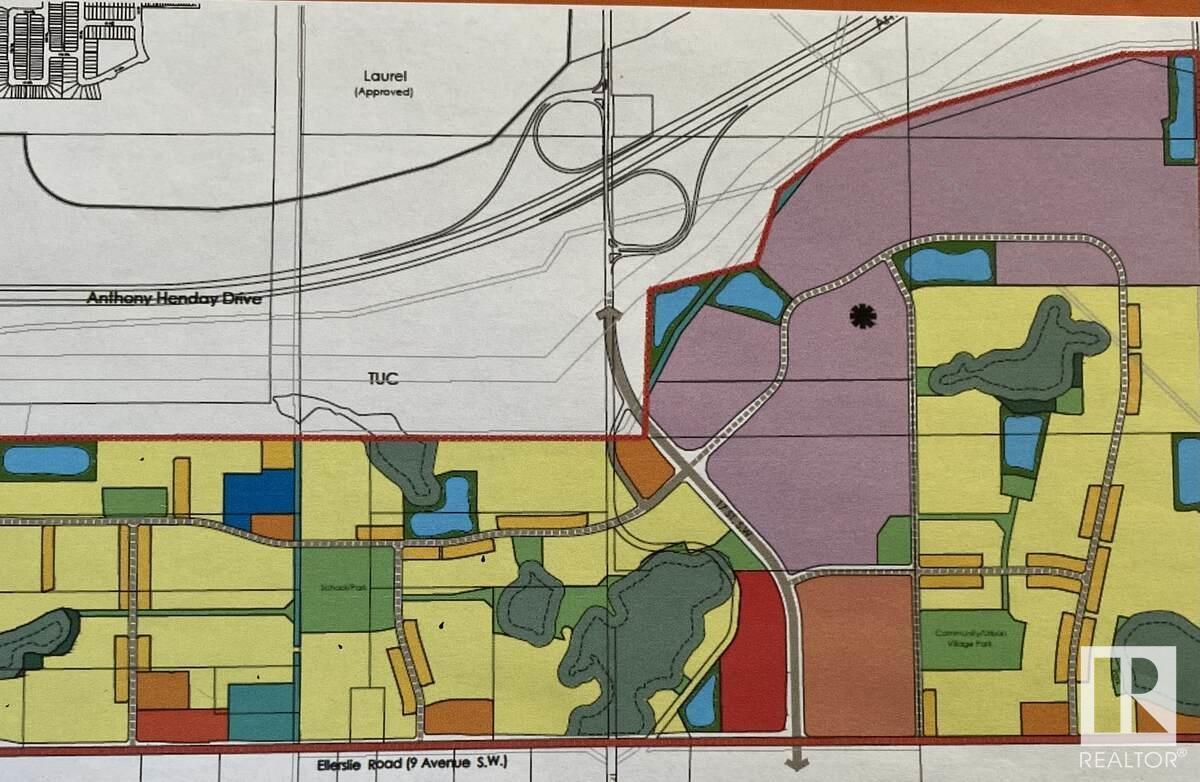 Laurel
(Approved)
Anthony Henday Drive
TUC
17 St SW
School/Park
Community/Urban
Village Park
Ellerslie Road (9 Avenue S.W.)
REALTOR®